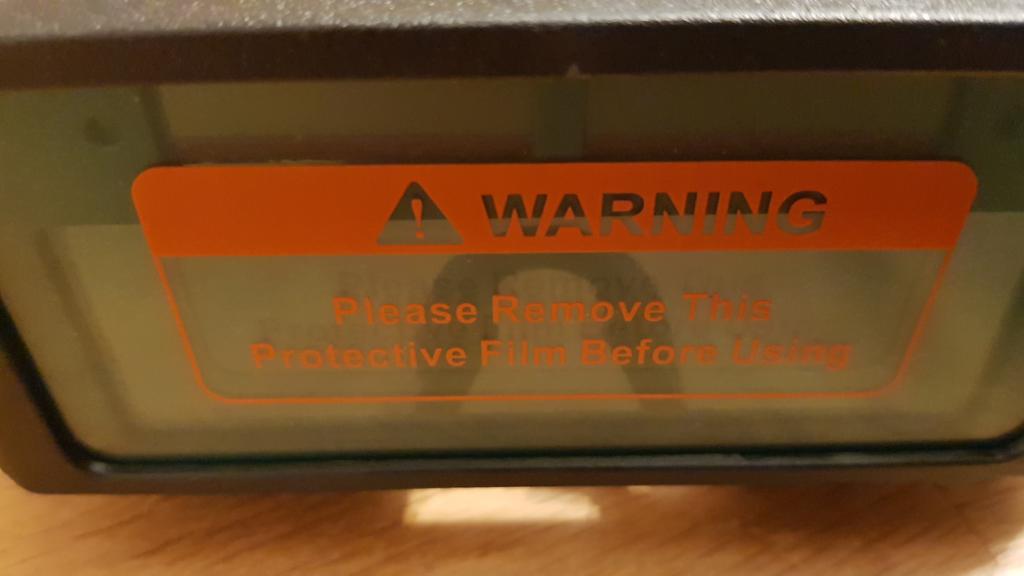 WARNING
Please Remove This
Protective Film Before Using